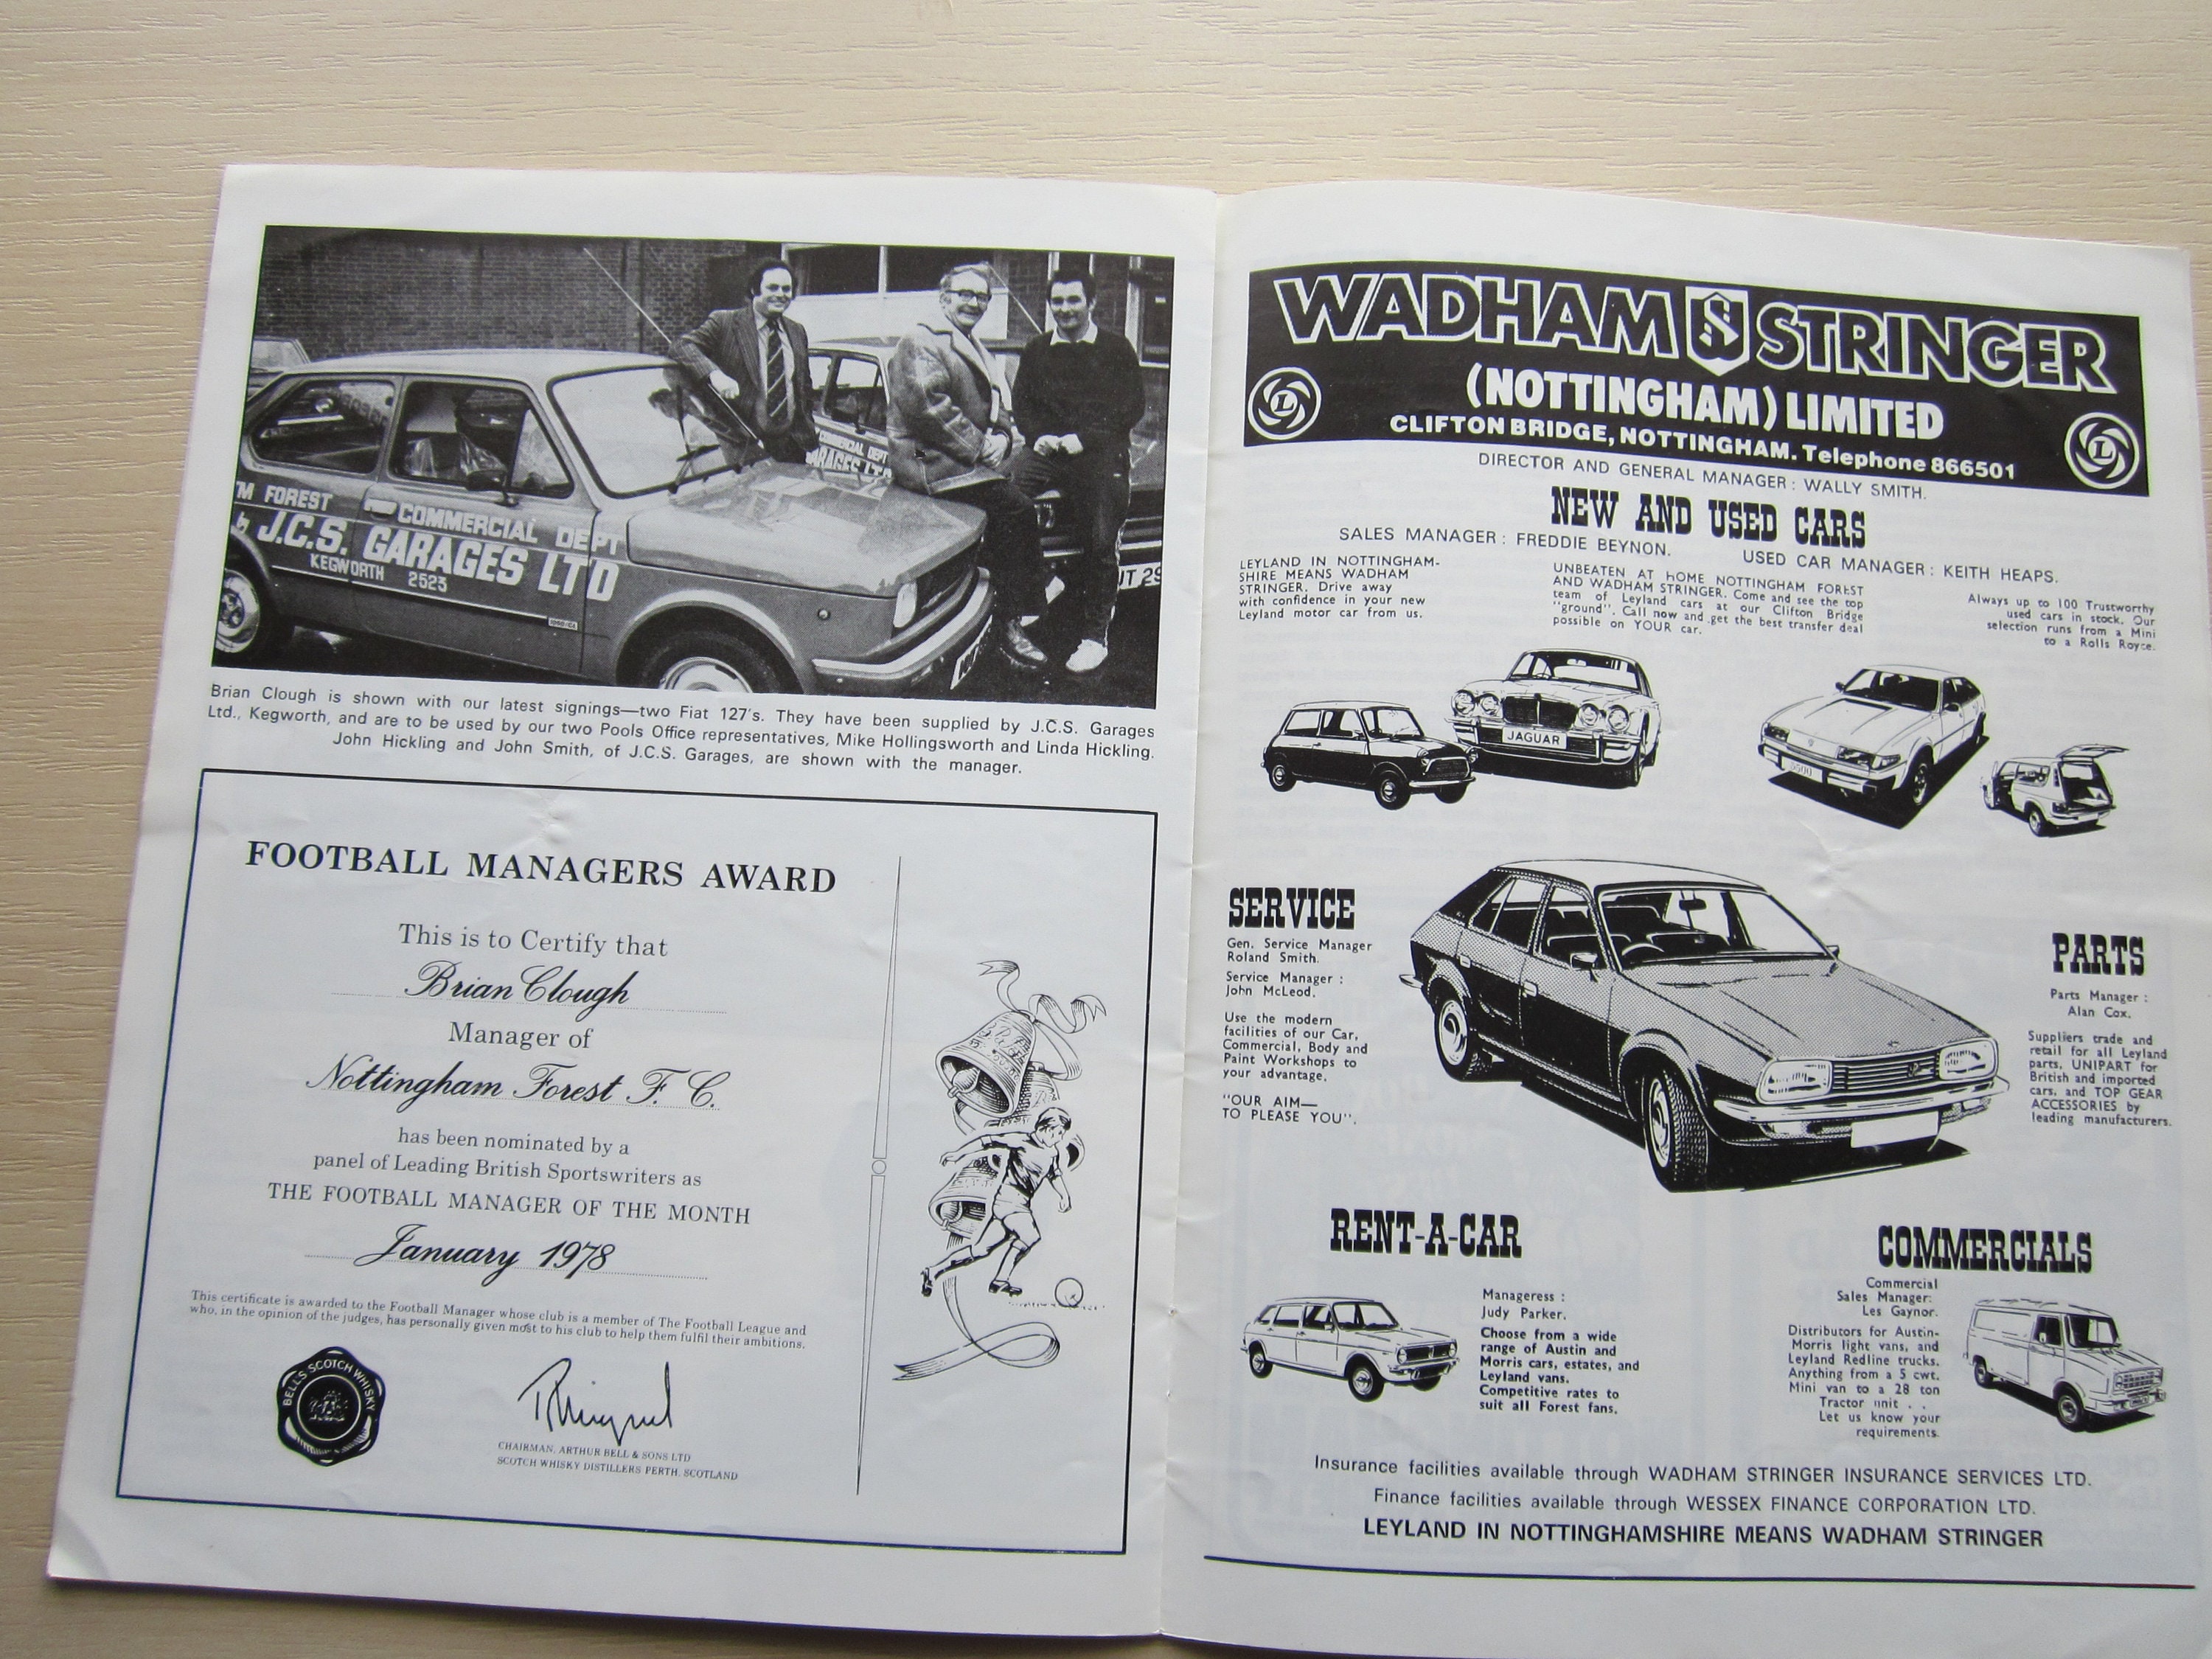 'M FOREST
COMMERCIAL DEPT
by J.C.S. GARAGES LTD
KEGWORTH 2523
COMMERCIAL DEPT
GARAGES LTD
Brian Clough is shown with our latest signings—two Fiat 127's. They have been supplied by J.C.S. Garages
Ltd., Kegworth, and are to be used by our two Pools Office representatives, Mike Hollingsworth and Linda Hickling.
John Hickling and John Smith, of J.C.S. Garages, are shown with the manager.
FOOTBALL MANAGERS AWARD
This is to Certify that
Brian Clough
Manager of
Nottingham Forest F. C.
has been nominated by a
panel of Leading British Sportswriters as
THE FOOTBALL MANAGER OF THE MONTH
January 1978
This certificate is awarded to the Football Manager whose club is a member of The Football League and
who, in the opinion of the judges, has personally given most to his club to help them fulfil their ambitions.
BELL'S SCOTCH WHISKY
CHAIRMAN, ARTHUR BELL & SONS LTD
SCOTCH WHISKY DISTILLERS PERTH, SCOTLAND
WADHAM STRINGER
(NOTTINGHAM) LIMITED
CLIFTON BRIDGE, NOTTINGHAM. Telephone 866501
L
L
DIRECTOR AND GENERAL MANAGER: WALLY SMITH.
NEW AND USED CARS
SALES MANAGER: FREDDIE BEYNON.
USED CAR MANAGER: KEITH HEAPS.
LEYLAND IN NOTTINGHAM-
SHIRE MEANS WADHAM
STRINGER. Drive away
with confidence in your new
Leyland motor car from us.
UNBEATEN AT HOME NOTTINGHAM FOREST
AND WADHAM STRINGER. Come and see the top
team of Leyland cars at our Clifton Bridge
"ground". Call now and get the best transfer deal
possible on YOUR car.
Always up to 100 Trustworthy
used cars in stock. Our
selection runs from a Mini
to a Rolls Royce.
JAGUAR
3500
SERVICE
Gen. Service Manager
Roland Smith.
Service Manager:
John McLeod.
Use the modern
facilities of our Car,
Commercial, Body and
Paint Workshops to
your advantage.
"OUR AIM—
TO PLEASE YOU".
PARTS
Parts Manager:
Alan Cox.
Suppliers trade and
retail for all Leyland
parts, UNIPART for
British and imported
cars, and TOP GEAR
ACCESSORIES by
leading manufacturers.
RENT-A-CAR
Manageress:
Judy Parker.
Choose from a wide
range of Austin and
Morris cars, estates, and
Leyland vans.
Competitive rates to
suit all Forest fans.
COMMERCIALS
Commercial
Sales Manager:
Les Gaynor.
Distributors for Austin-
Morris light vans, and
Leyland Redline trucks.
Anything from a 5 cwt.
Mini van to a 28 ton
Tractor unit . .
Let us know your
requirements.
Insurance facilities available through WADHAM STRINGER INSURANCE SERVICES LTD.
Finance facilities available through WESSEX FINANCE CORPORATION LTD.
LEYLAND IN NOTTINGHAMSHIRE MEANS WADHAM STRINGER